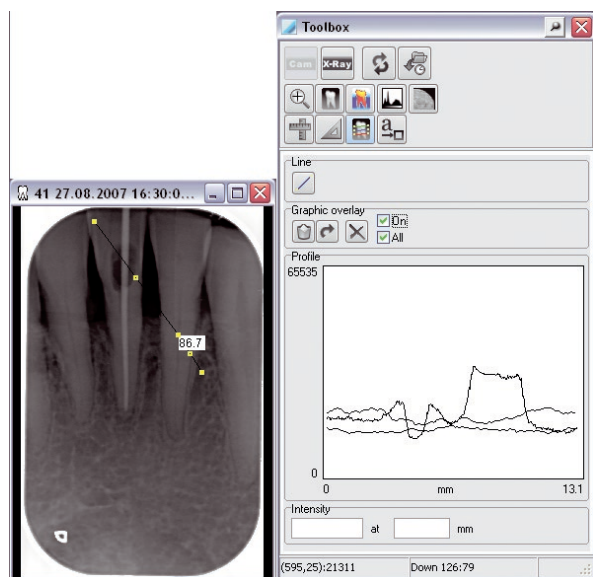 Toolbox
Cam
X-Ray
a
Line
41 27.08.2007 16:30:0...
Graphic overlay
On
All
86.7
Profile
65535
0
0
mm
13.1
Intensity
at
mm
(595,25):21311
Down 126:79